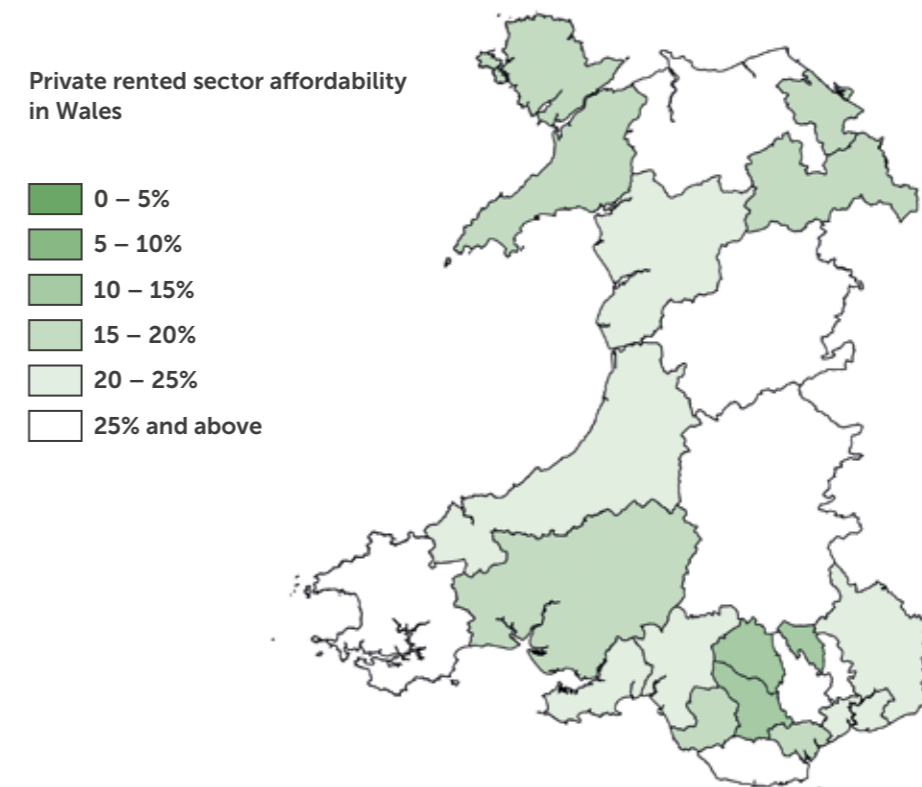 Private rented sector affordability
in Wales
0 – 5%
5 – 10%
10 – 15%
15 – 20%
20 – 25%
25% and above